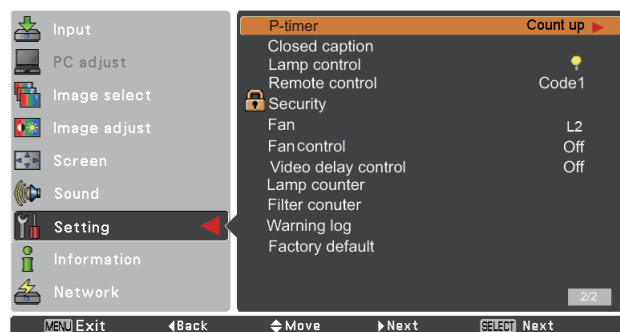 Input
PC adjust
Image select
Image adjust
Screen
Sound
Setting
Information
Network
P-timer Count up
Closed caption
Lamp control
Remote control Code1
Security
Fan L2
Fan control Off
Video delay control Off
Lamp counter
Filter conuter
Warning log
Factory default
2/2
MENU Exit Back Move Next SELECT Next